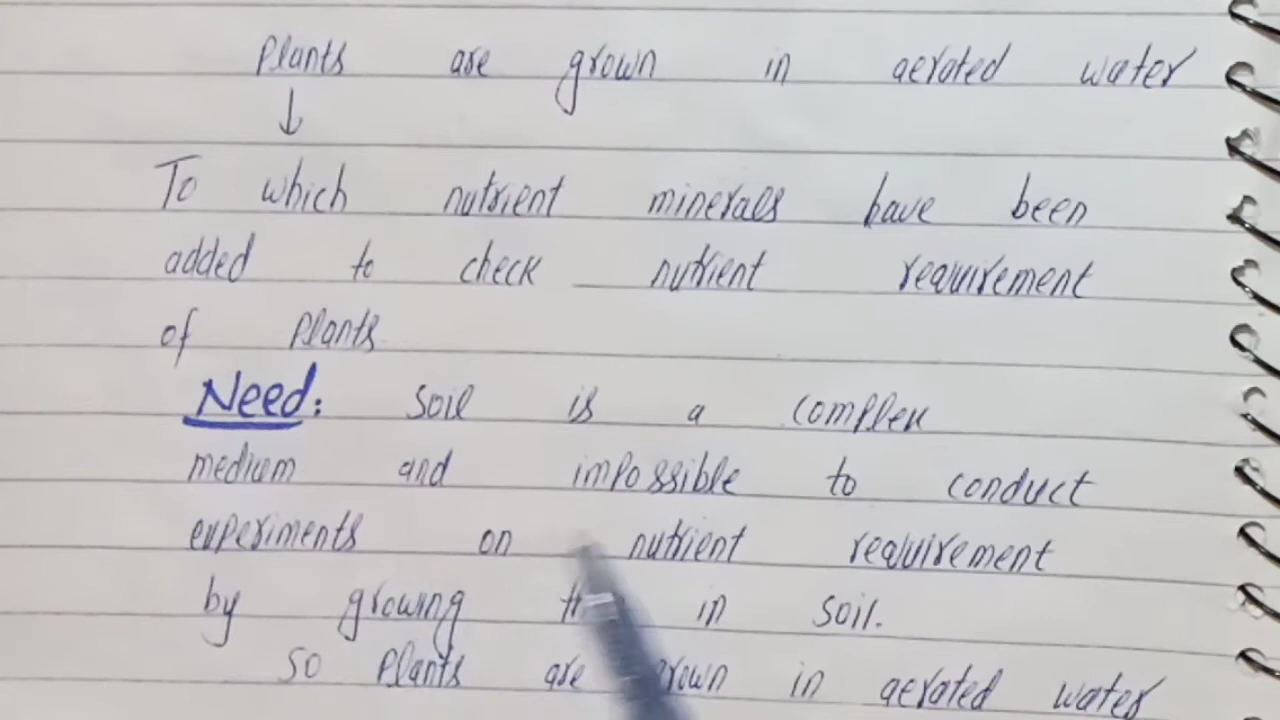 Plants are grown in aerated water
↓
To which nutrient minerals have been
added to check nutrient requirement
of Plants
Need: Soil is a complex
medium and impossible to conduct
experiments on nutrient requirement
by growing in soil.
so Plants are grown in aerated water